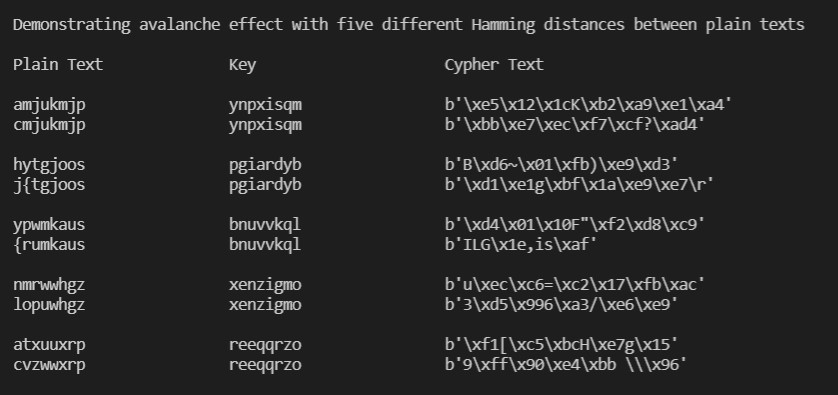 Demonstrating avalanche effect with five different Hamming distances between plain texts
Plain Text Key Cypher Text
amjukmjp ynpxisqm b'\xe5\x12\x1cK\xb2\xa9\xe1\xa4'
cmjukmjp ynpxisqm b'\xbb\xe7\xec\xf7\xcf?\xad4'
hytgjoos pgiardyb b'B\xd6~\x01\xfb)\xe9\xd3'
j{tgjoos pgiardyb b'\xd1\xe1g\xbf\x1a\xe9\xe7\r'
ypwmkaus bnuvvkql b'\xd4\x01\x10F"\xf2\xd8\xc9'
{rumkaus bnuvvkql b'ILG\x1e,is\xaf'
nmrwwhgz xenzigmo b'u\xec\xc6=\xc2\x17\xfb\xac'
lopuwhgz xenzigmo b'3\xd5\x996\xa3/\xe6\xe9'
atxuuxrp reeqqrzo b'\xf1[\xc5\xbcH\xe7g\x15'
cvzwwxrp reeqqrzo b'9\xff\x90\xe4\xbb \\\x96'